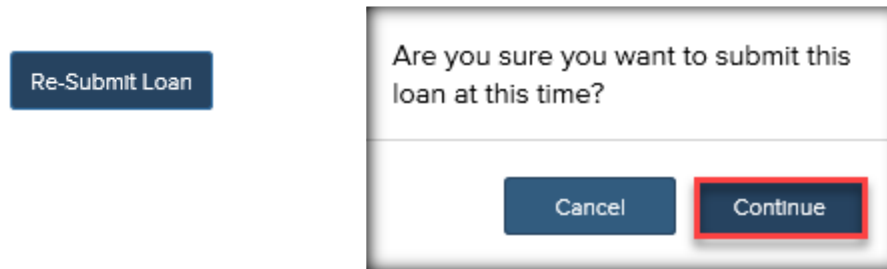 Re-Submit Loan
Are you sure you want to submit this
loan at this time?
Cancel
Continue